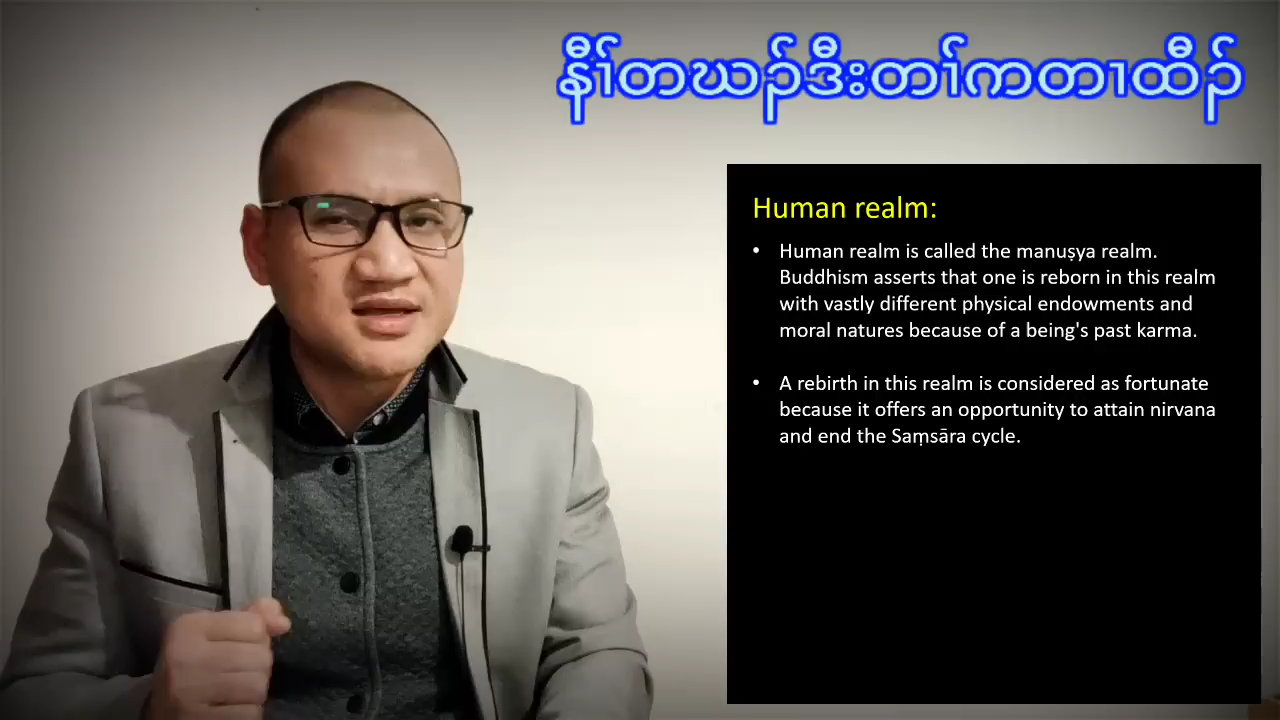 နီၢ်တဃၣ်ဒီးတၢ်ကတၢထီၣ်
Human realm:
• Human realm is called the manuṣya realm.
Buddhism asserts that one is reborn in this realm
with vastly different physical endowments and
moral natures because of a being's past karma.
• A rebirth in this realm is considered as fortunate
because it offers an opportunity to attain nirvana
and end the Saṃsāra cycle.